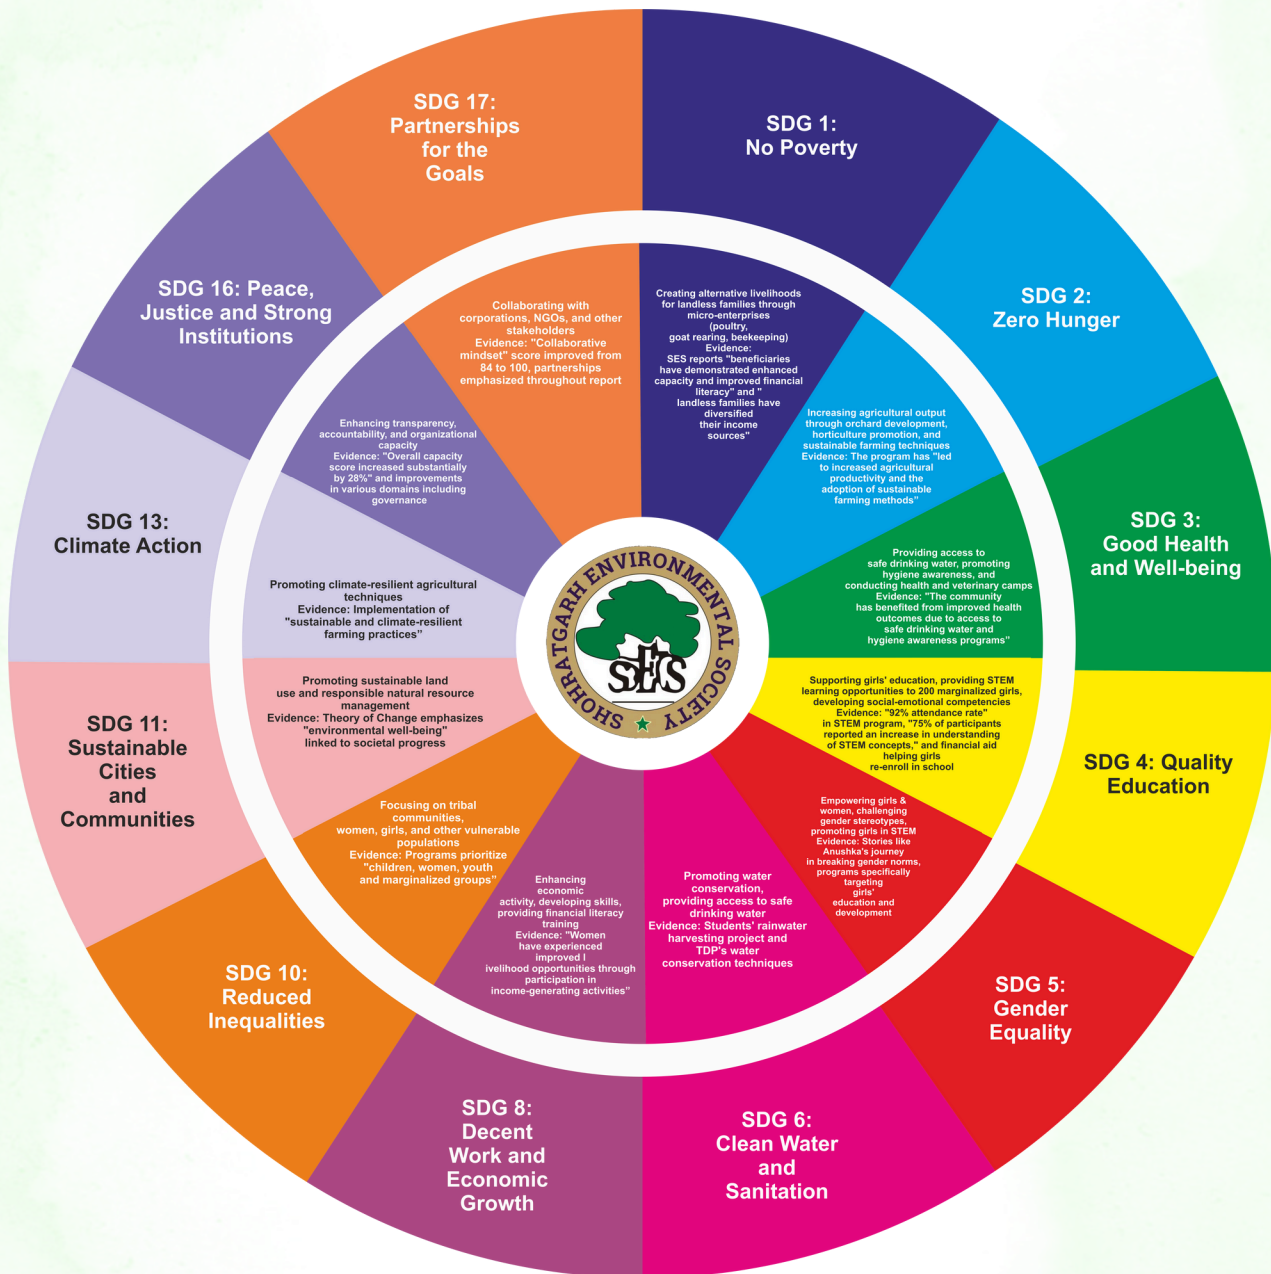 SDG 1:
No Poverty
Creating alternative livelihoods
for landless families through
micro-enterprises
(poultry,
goat rearing, beekeeping)
Evidence:
SES reports "beneficiaries
have demonstrated enhanced
capacity and improved financial
literacy" and "
landless families have
diversified
their income
sources"
SDG 2:
Zero Hunger
Increasing agricultural output
through orchard development,
horticulture promotion, and
sustainable farming techniques
Evidence: The program has "led
to increased agricultural
productivity and the
adoption of sustainable
farming methods"
SDG 3:
Good Health
and Well-being
Providing access to
safe drinking water, promoting
hygiene awareness, and
conducting health and veterinary camps
Evidence: "The community
has benefited from improved health
outcomes due to access to
safe drinking water and
hygiene awareness programs"
SDG 4: Quality
Education
Supporting girls' education, providing STEM
learning opportunities to 200 marginalized girls,
developing social-emotional competencies
Evidence: "92% attendance rate"
in STEM program, "75% of participants
reported an increase in understanding
of STEM concepts," and financial aid
helping girls
re-enroll in school
SDG 5:
Gender
Equality
Empowering girls &
women, challenging
gender stereotypes,
promoting girls in STEM
Evidence: Stories like
Anushka's journey
in breaking gender norms,
programs specifically
targeting
girls'
education and
development
SDG 6:
Clean Water
and
Sanitation
Promoting water
conservation,
providing access to safe
drinking water
Evidence: Students' rainwater
harvesting project and
TDP's water
conservation techniques
SDG 8:
Decent
Work and
Economic
Growth
Enhancing
economic
activity, developing skills,
providing financial literacy
training
Evidence: "Women
have experienced
improved l
ivelihood opportunities through
participation in
income-generating activities"
SDG 10:
Reduced
Inequalities
Focusing on tribal
communities,
women, girls, and other vulnerable
populations
Evidence: Programs prioritize
"children, women, youth
and marginalized groups"
SDG 11:
Sustainable
Cities
and
Communities
Promoting sustainable land
use and responsible natural resource
management
Evidence: Theory of Change emphasizes
"environmental well-being"
linked to societal progress
SDG 13:
Climate Action
Promoting climate-resilient agricultural
techniques
Evidence: Implementation of
"sustainable and climate-resilient
farming practices"
SDG 16: Peace,
Justice and Strong
Institutions
Enhancing transparency,
accountability, and organizational
capacity
Evidence: "Overall capacity
score increased substantially
by 28%" and improvements
in various domains including
governance
SDG 17:
Partnerships
for the
Goals
Collaborating with
corporations, NGOs, and other
stakeholders
Evidence: "Collaborative
mindset" score improved from
84 to 100, partnerships
emphasized throughout report
SHOHRATGARH ENVIRONMENTAL SOCIETY
SES